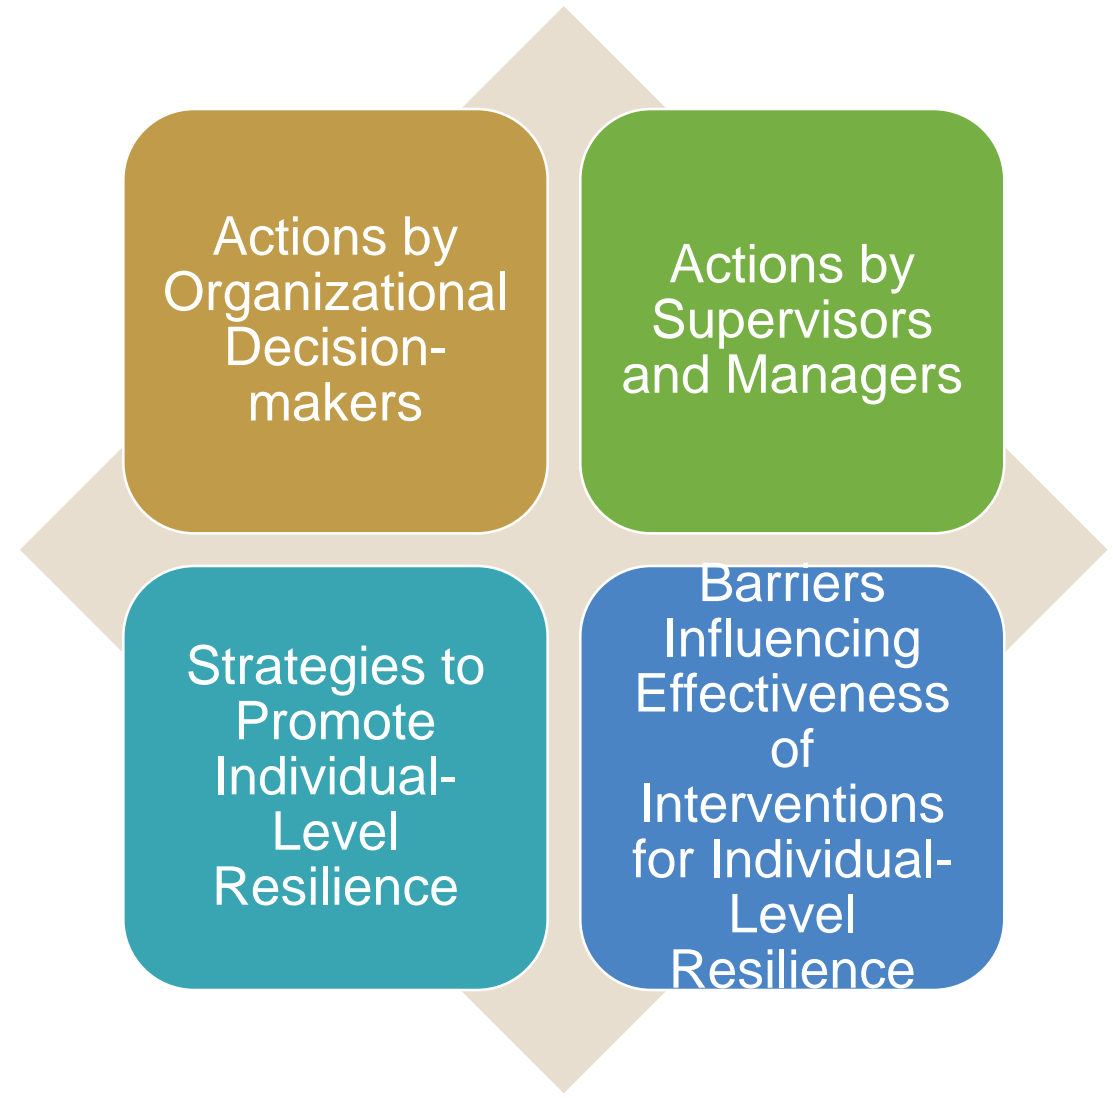 Actions by
Organizational
Decision-
makers
Actions by
Supervisors
and Managers
Strategies to
Promote
Individual-
Level
Resilience
Barriers
Influencing
Effectiveness
of
Interventions
for Individual-
Level
Resilience